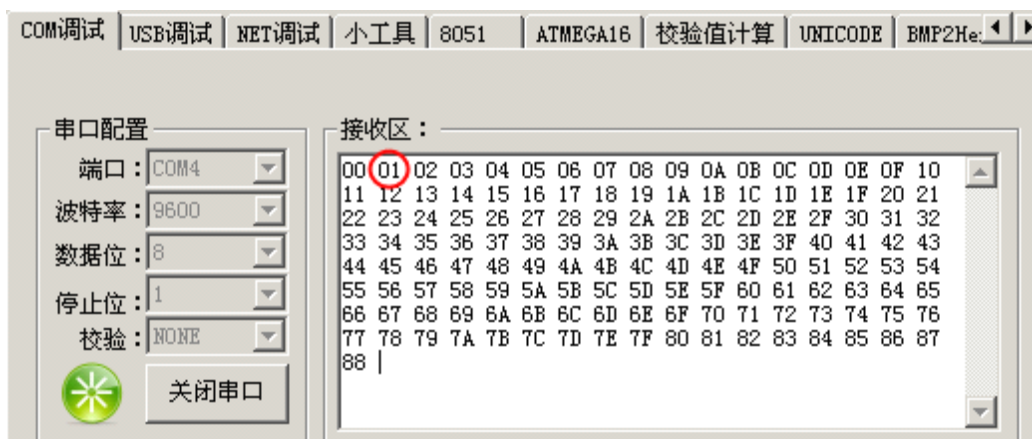 COM调试 USB调试 NET调试 小工具 8051 ATMEGA16 校验值计算 UNICODE BMP2He
串口配置
端口：COM4
波特率：9600
数据位：8
停止位：1
校验：NONE
关闭串口
接收区：
00 01 02 03 04 05 06 07 08 09 0A 0B 0C 0D 0E 0F 10
11 12 13 14 15 16 17 18 19 1A 1B 1C 1D 1E 1F 20 21
22 23 24 25 26 27 28 29 2A 2B 2C 2D 2E 2F 30 31 32
33 34 35 36 37 38 39 3A 3B 3C 3D 3E 3F 40 41 42 43
44 45 46 47 48 49 4A 4B 4C 4D 4E 4F 50 51 52 53 54
55 56 57 58 59 5A 5B 5C 5D 5E 5F 60 61 62 63 64 65
66 67 68 69 6A 6B 6C 6D 6E 6F 70 71 72 73 74 75 76
77 78 79 7A 7B 7C 7D 7E 7F 80 81 82 83 84 85 86 87
88